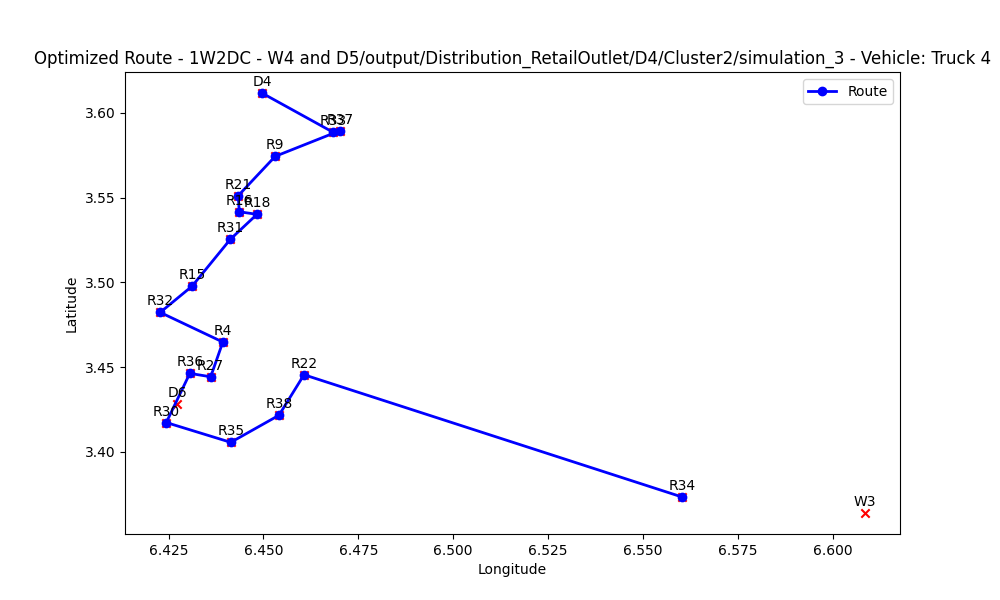 Optimized Route - 1W2DC - W4 and D5/output/Distribution_RetailOutlet/D4/Cluster2/simulation_3 - Vehicle: Truck 4
Route
D4
R33 R37
R9
R21
R16 R18
R31
R15
R32
R4
R36 R27
R22
D6
R38
R30
R35
R34
W3
3.60
3.55
3.50
3.45
3.40
Latitude
6.425 6.450 6.475 6.500 6.525 6.550 6.575 6.600
Longitude